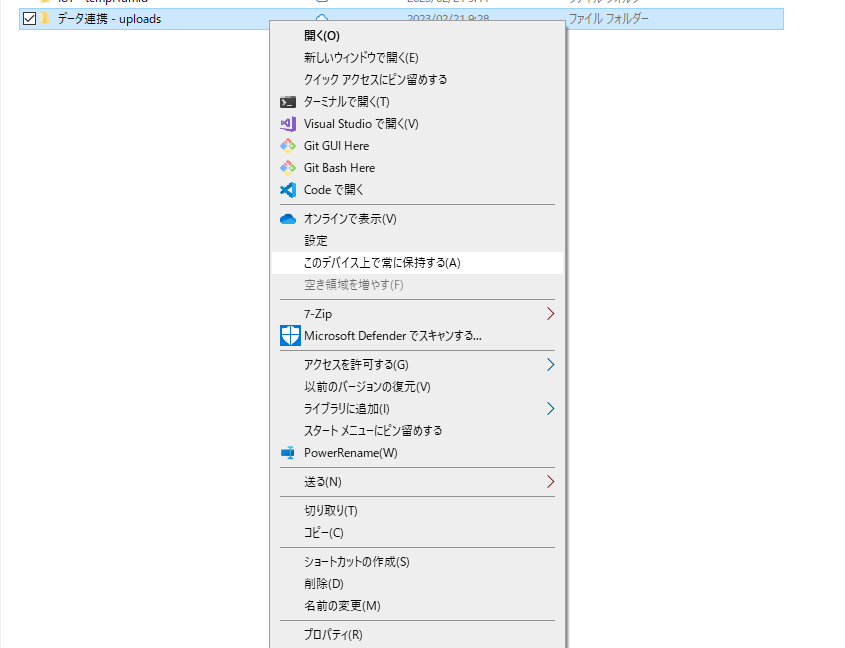 データ連携 - uploads 2023/02/21 9:28 ファイル フォルダー
開く(O)
新しいウィンドウで開く(E)
クイック アクセスにピン留めする
ターミナルで開く(T)
Visual Studio で開く(V)
Git GUI Here
Git Bash Here
Code で開く
オンラインで表示(V)
設定
このデバイス上で常に保持する(A)
空き領域を増やす(F)
7-Zip
Microsoft Defender でスキャンする...
アクセスを許可する(G)
以前のバージョンの復元(V)
ライブラリに追加(I)
スタート メニューにピン留めする
PowerRename(W)
送る(N)
切り取り(T)
コピー(C)
ショートカットの作成(S)
削除(D)
名前の変更(M)
プロパティ(R)